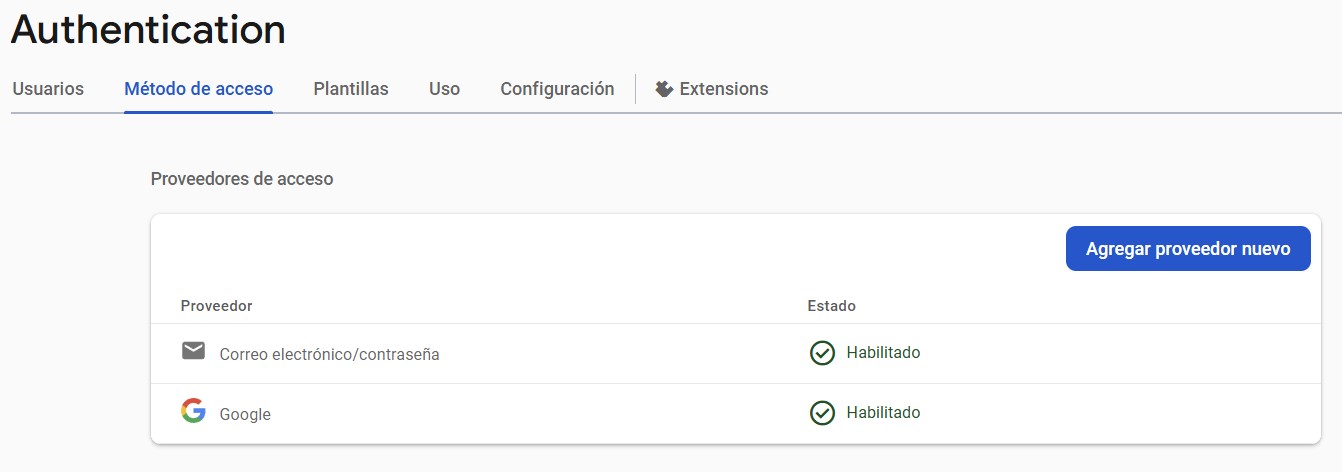 Authentication
Usuarios Método de acceso Plantillas Uso Configuración Extensions
Proveedores de acceso
Agregar proveedor nuevo
Proveedor Estado
Correo electrónico/contraseña Habilitado
Google Habilitado